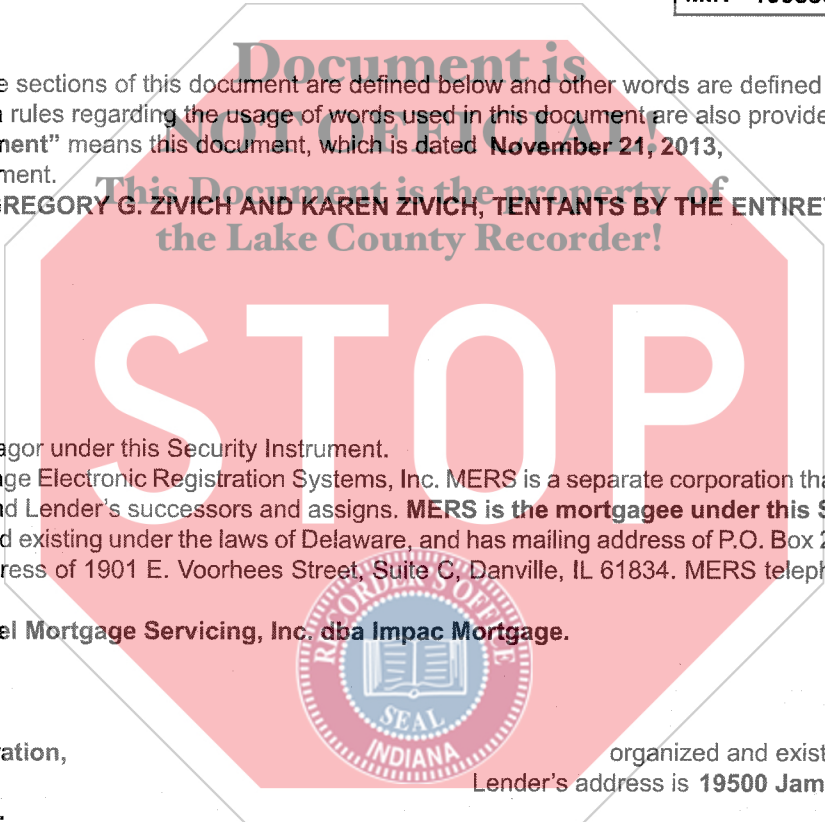 Document is
e sections of this document are defined below and other words are defined
rules regarding the usage of words used in this document are also provide
NOT OFFICIAL!
nent” means this document, which is dated November 21, 2013,
ment.
This Document is the property of
REGORY G. ZIVICH AND KAREN ZIVICH, TENTANTS BY THE ENTIRE
the Lake County Recorder!
STOP
agor under this Security Instrument.
ge Electronic Registration Systems, Inc. MERS is a separate corporation tha
d Lender’s successors and assigns. MERS is the mortgagee under this S
d existing under the laws of Delaware, and has mailing address of P.O. Box 2
ress of 1901 E. Voorhees Street, Suite C, Danville, IL 61834. MERS teleph
el Mortgage Servicing, Inc. dba Impac Mortgage.
RECORDER'S OFFICE
SEAL
INDIANA
ation,
organized and exist
Lender’s address is 19500 Jam